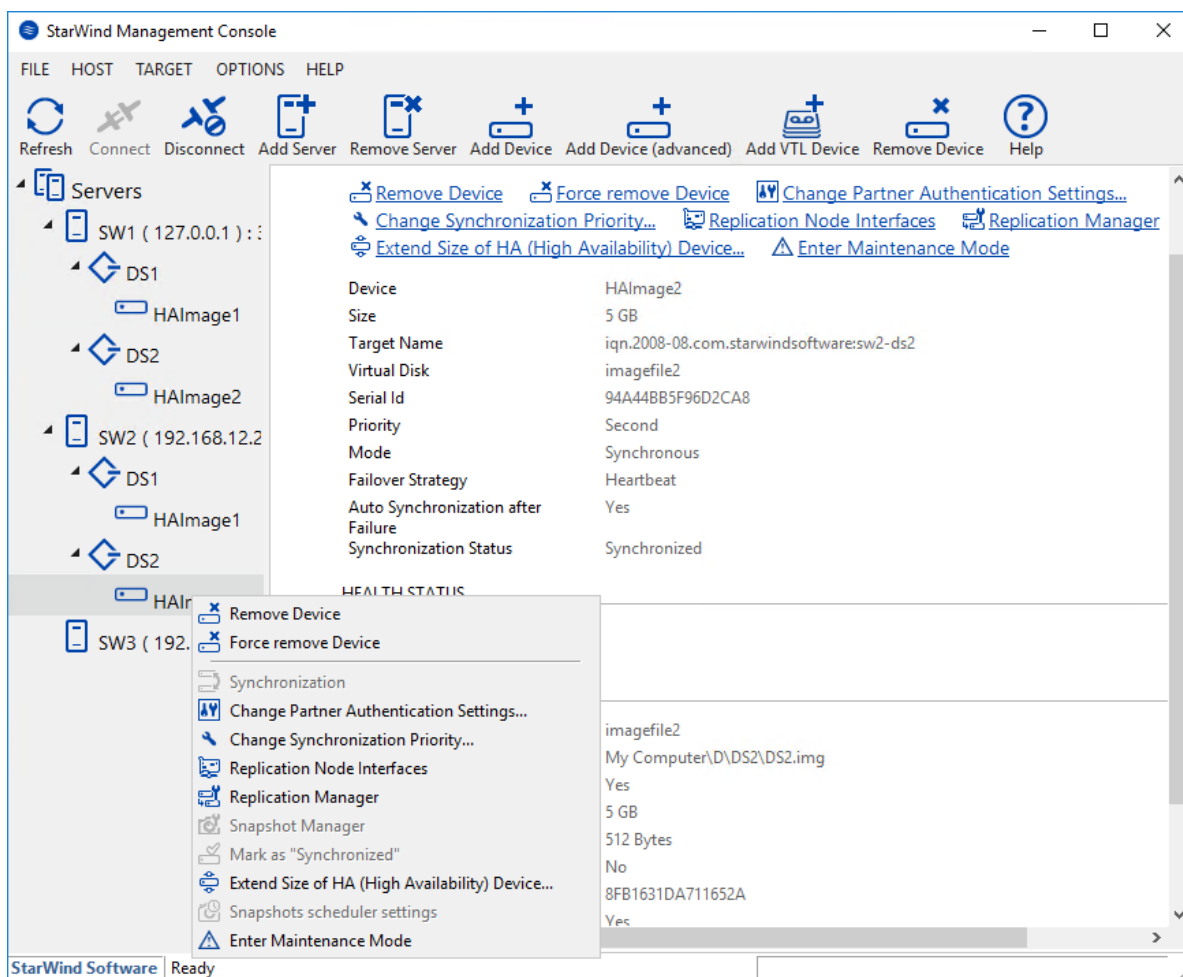 StarWind Management Console
FILE HOST TARGET OPTIONS HELP
Refresh Connect Disconnect Add Server Remove Server Add Device Add Device (advanced) Add VTL Device Remove Device Help
Servers
SW1 ( 127.0.0.1 ) : 3
DS1
HAImage1
DS2
HAImage2
SW2 ( 192.168.12.2
DS1
HAImage1
DS2
HAIm
SW3 ( 192.
Remove Device Force remove Device Change Partner Authentication Settings...
Change Synchronization Priority... Replication Node Interfaces Replication Manager
Extend Size of HA (High Availability) Device... Enter Maintenance Mode
Device HAImage2
Size 5 GB
Target Name iqn.2008-08.com.starwindsoftware:sw2-ds2
Virtual Disk imagefile2
Serial Id 94A44BB5F96D2CA8
Priority Second
Mode Synchronous
Failover Strategy Heartbeat
Auto Synchronization after Yes
Failure
Synchronization Status Synchronized
HEALTH STATUS
Remove Device
Force remove Device
Synchronization
Change Partner Authentication Settings...
Change Synchronization Priority...
Replication Node Interfaces
Replication Manager
Snapshot Manager
Mark as "Synchronized"
Extend Size of HA (High Availability) Device...
Snapshots scheduler settings
Enter Maintenance Mode
imagefile2
My Computer\D\DS2\DS2.img
Yes
5 GB
512 Bytes
No
8FB1631DA711652A
Yes
StarWind Software Ready